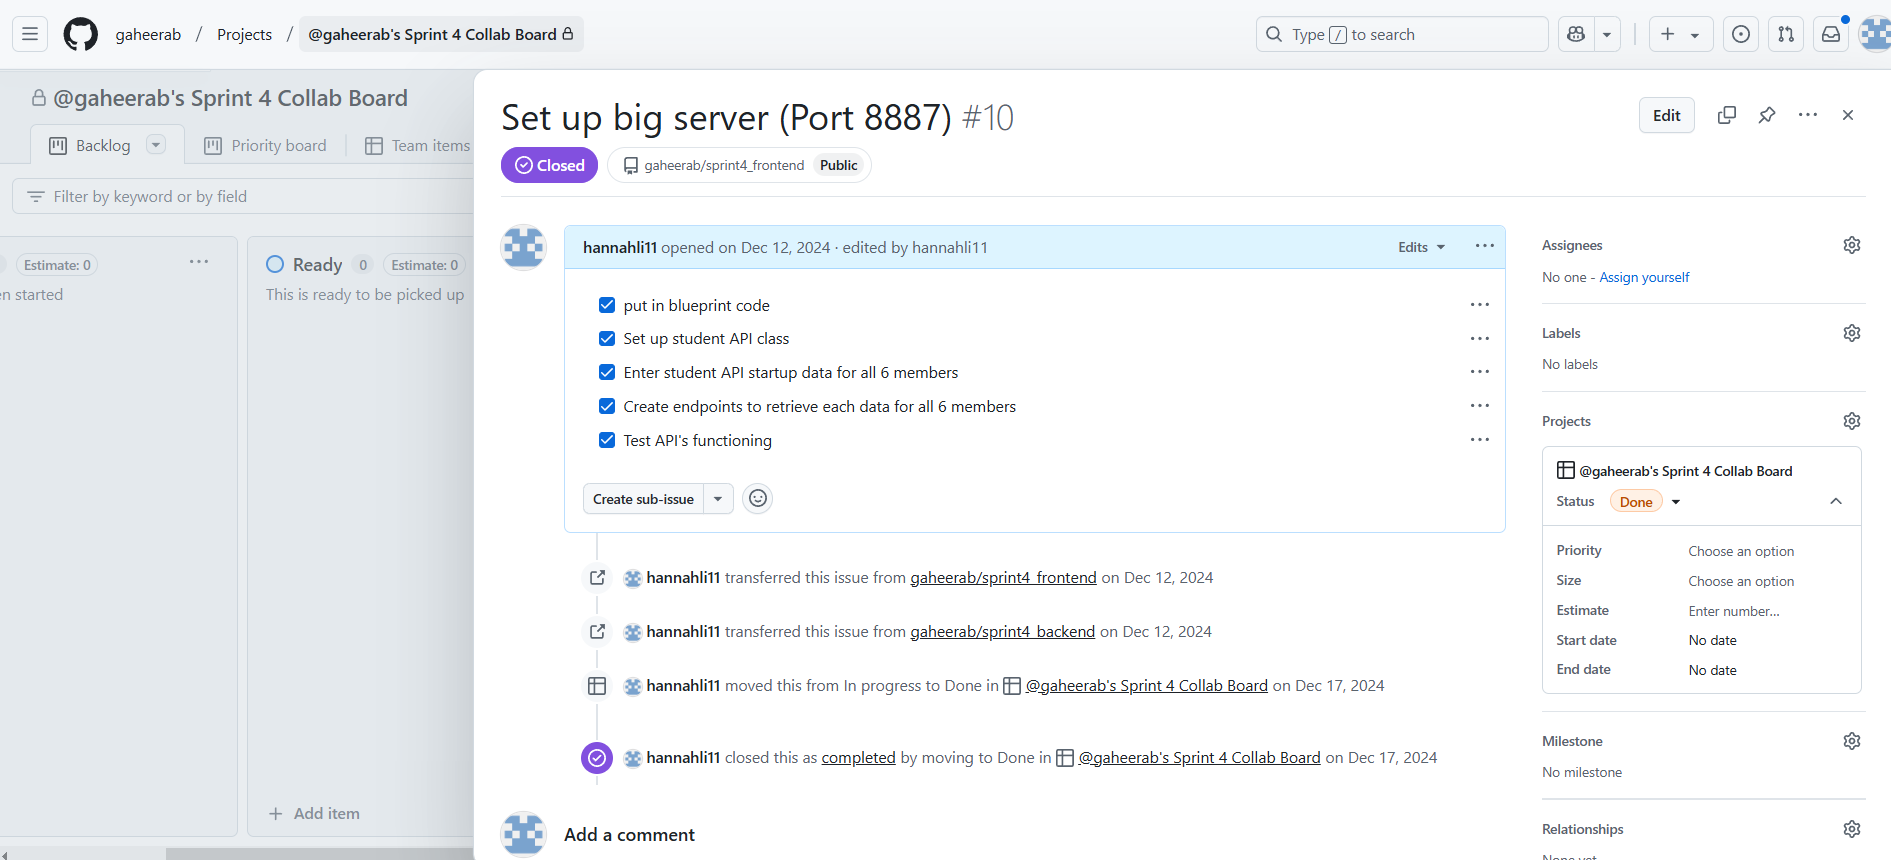 gaheerab / Projects / @gaheerab's Sprint 4 Collab Board
Type / to search
@gaheerab's Sprint 4 Collab Board
Backlog
Priority board
Team items
Filter by keyword or by field
Estimate: 0
n started
Ready 0 Estimate: 0
This is ready to be picked up
Add item
Set up big server (Port 8887) #10
Edit
Closed
gaheerab/sprint4_frontend Public
hannahli11 opened on Dec 12, 2024 · edited by hannahli11
Edits
put in blueprint code
Set up student API class
Enter student API startup data for all 6 members
Create endpoints to retrieve each data for all 6 members
Test API's functioning
Create sub-issue
hannahli11 transferred this issue from gaheerab/sprint4_frontend on Dec 12, 2024
hannahli11 transferred this issue from gaheerab/sprint4_backend on Dec 12, 2024
hannahli11 moved this from In progress to Done in @gaheerab's Sprint 4 Collab Board on Dec 17, 2024
hannahli11 closed this as completed by moving to Done in @gaheerab's Sprint 4 Collab Board on Dec 17, 2024
Add a comment
Assignees
No one - Assign yourself
Labels
No labels
Projects
@gaheerab's Sprint 4 Collab Board
Status Done
Priority Choose an option
Size Choose an option
Estimate Enter number...
Start date No date
End date No date
Milestone
No milestone
Relationships
None yet